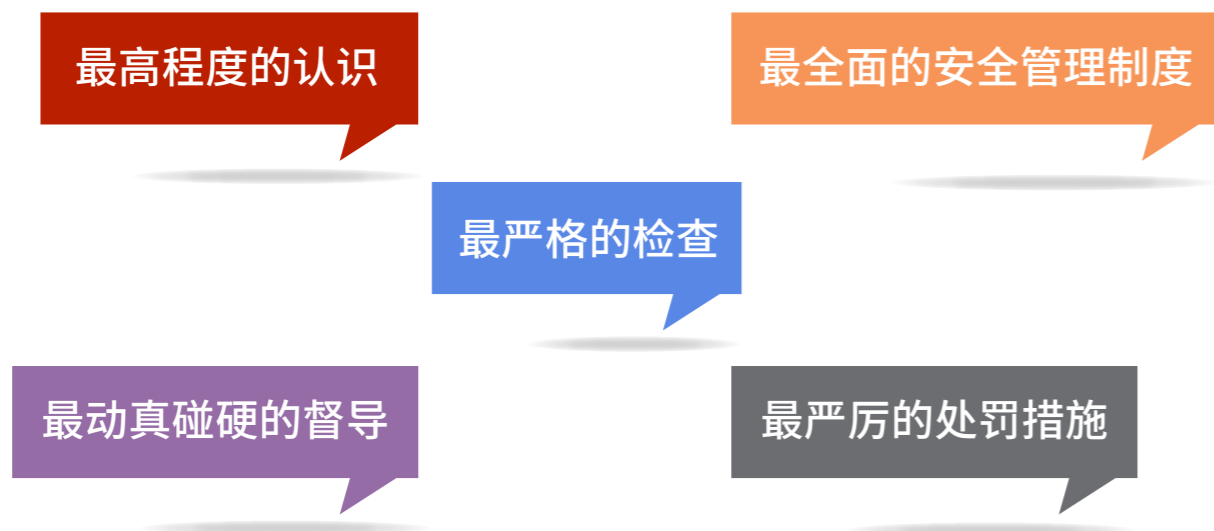 最高程度的认识
最全面的安全管理制度
最严格的检查
最动真碰硬的督导
最严厉的处罚措施